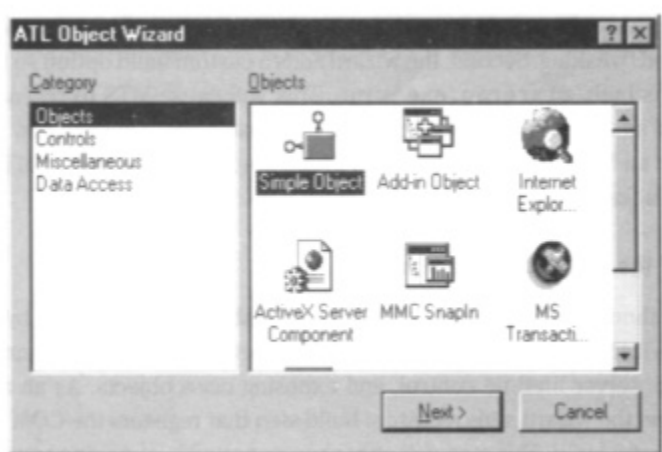 ATL Object Wizard
Category
Objects
Objects
Controls
Miscellaneous
Data Access
Simple Object
Add-in Object
Internet
Explor...
ActiveX Server
Component
MMC SnapIn
MS
Transacti...
Next >
Cancel